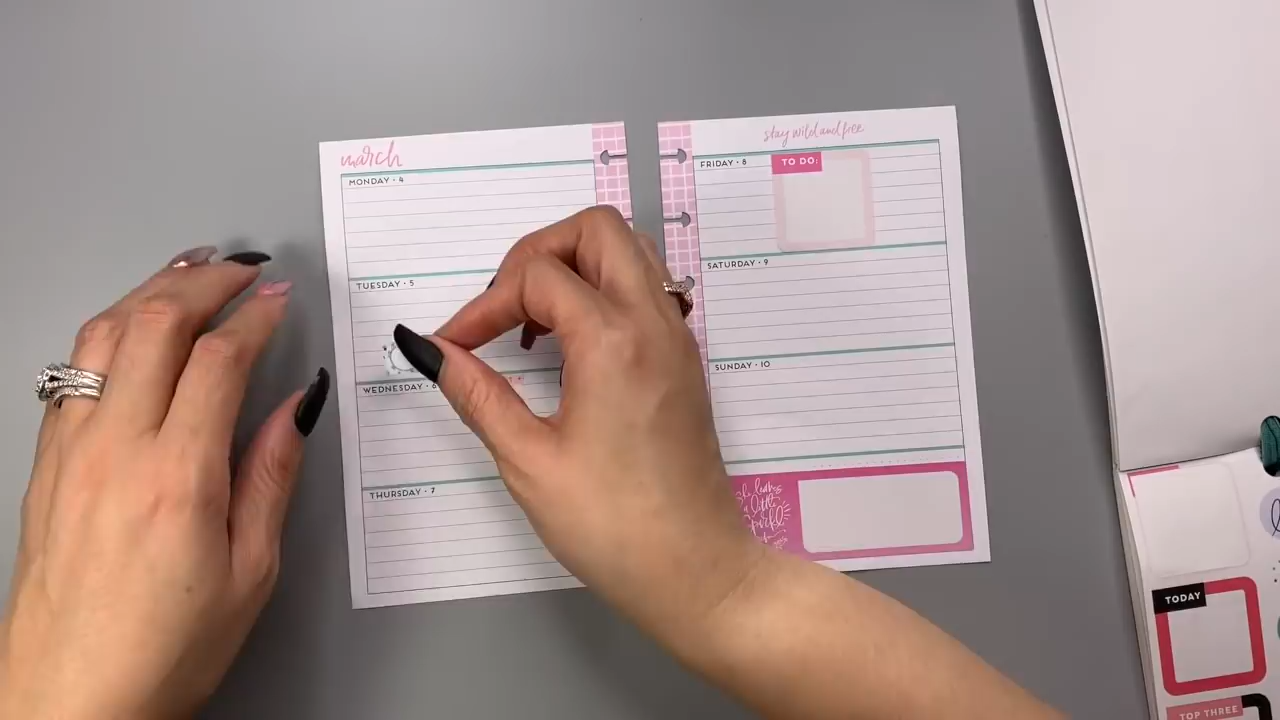 march
MONDAY • 4
TUESDAY • 5
WEDNESDAY • 6
THURSDAY • 7
stay wild and free
FRIDAY • 8
TO DO:
SATURDAY • 9
SUNDAY • 10
a little
TODAY
TOP THREE